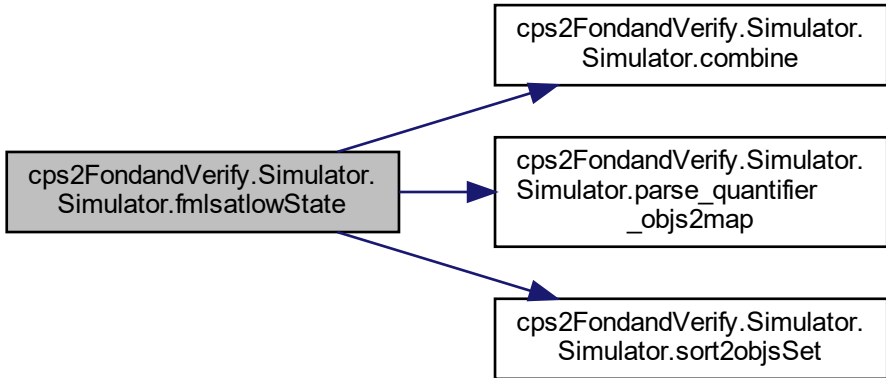 cps2FondandVerify.Simulator.
Simulator.fmlsatlowState
cps2FondandVerify.Simulator.
Simulator.combine
cps2FondandVerify.Simulator.
Simulator.parse_quantifier
_objs2map
cps2FondandVerify.Simulator.
Simulator.sort2objsSet